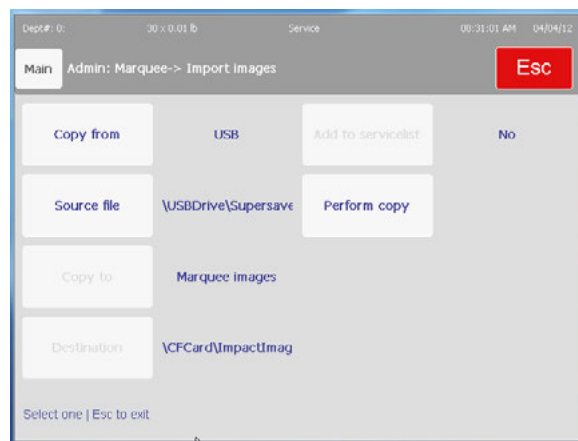 Dept#: 0: 30 x 0.01 lb Service 08:31:01 AM 04/04/12
Main Admin: Marquee-> Import images Esc
Copy from USB Add to servicelist No
Source file \USBDrive\Supersave Perform copy
Copy to Marquee images
Destination \CFCard\ImpactImag
Select one | Esc to exit